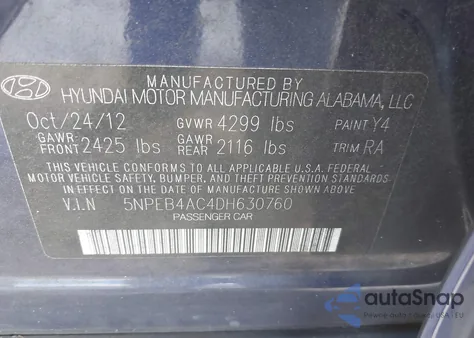 MANUFACTURED BY
HYUNDAI MOTOR MANUFACTURING ALABAMA, LLC
Oct/24/12 GVWR 4299 lbs PAINT Y4
GAWR FRONT 2425 lbs GAWR REAR 2116 lbs TRIM RA
THIS VEHICLE CONFORMS TO ALL APPLICABLE U.S.A. FEDERAL
MOTOR VEHICLE SAFETY, BUMPER, AND THEFT PREVENTION STANDARDS
IN EFFECT ON THE DATE OF MANUFACTURE SHOWN ABOVE.
V.I.N 5NPEB4AC4DH630760
PASSENGER CAR
autoSnap